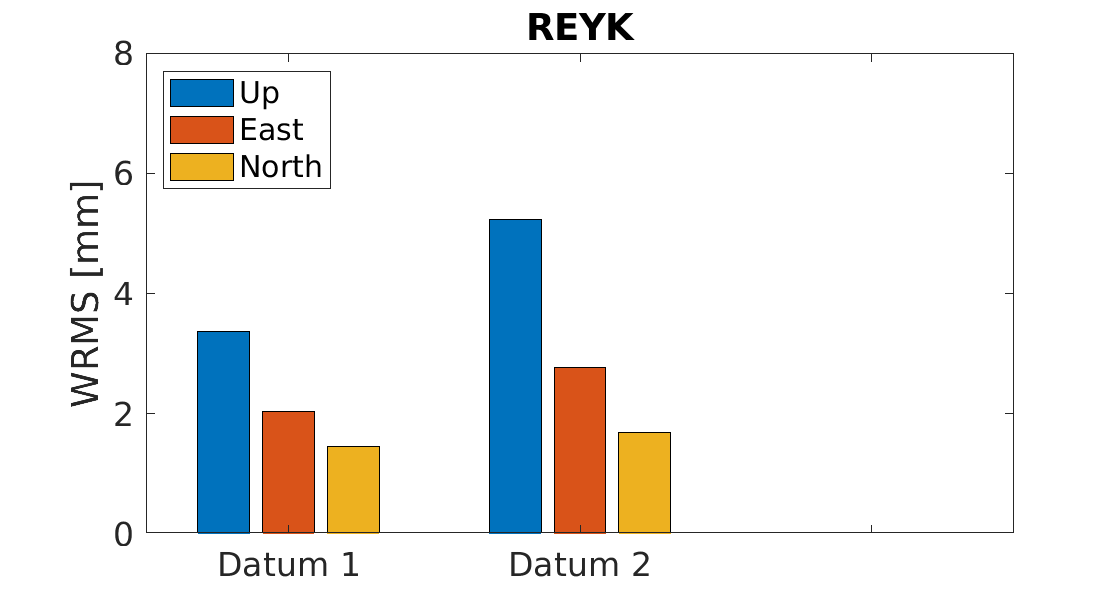 REYK
8
6
4
2
0
WRMS [mm]
Up
East
North
Datum 1
Datum 2